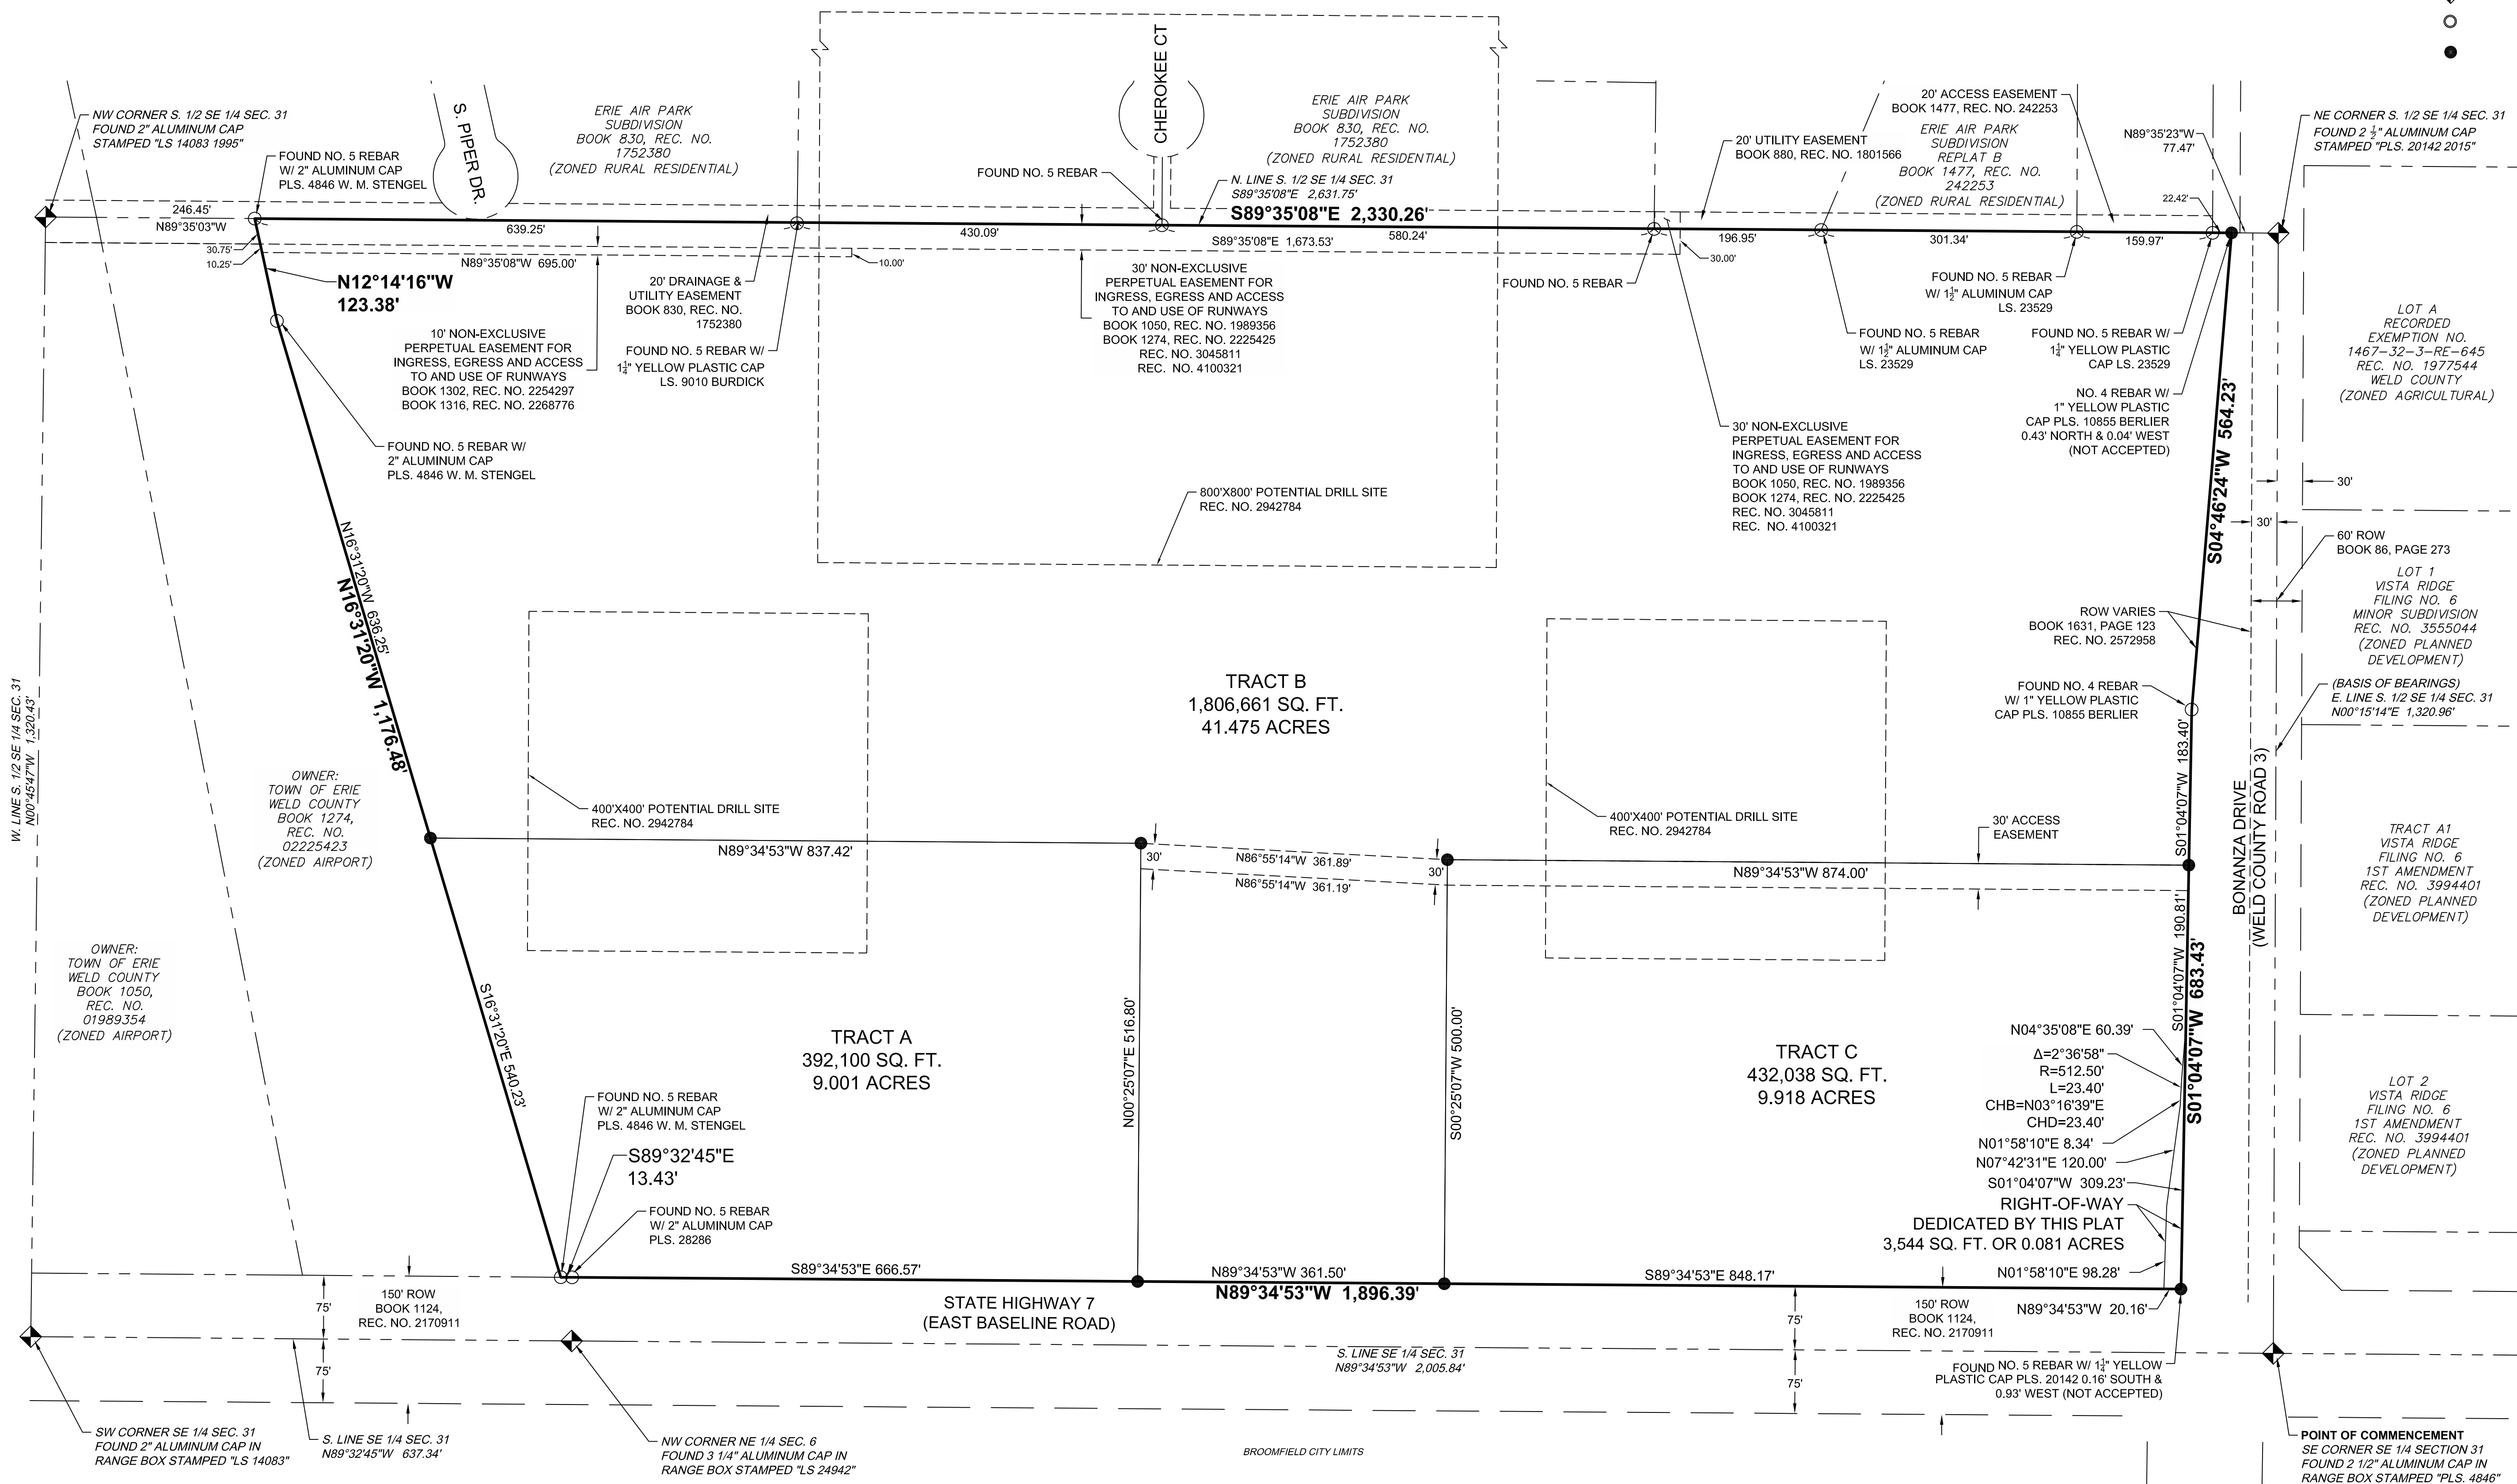 NW CORNER S. 1/2 SE 1/4 SEC. 31
FOUND 2" ALUMINUM CAP
STAMPED "LS 14083 1995"
FOUND NO. 5 REBAR
W/ 2" ALUMINUM CAP
PLS. 4846 W. M. STENGEL
S. PIPER DR.
ERIE AIR PARK
SUBDIVISION
BOOK 830, REC. NO.
1752380
(ZONED RURAL RESIDENTIAL)
CHEROKEE CT
FOUND NO. 5 REBAR
ERIE AIR PARK
SUBDIVISION
BOOK 830, REC. NO.
1752380
(ZONED RURAL RESIDENTIAL)
N. LINE S. 1/2 SE 1/4 SEC. 31
S89°35'08"E 2,631.75'
S89°35'08"E 2,330.26'
20' UTILITY EASEMENT
BOOK 880, REC. NO. 1801566
20' ACCESS EASEMENT
BOOK 1477, REC. NO. 242253
ERIE AIR PARK
SUBDIVISION
REPLAT B
BOOK 1477, REC. NO.
242253
(ZONED RURAL RESIDENTIAL)
N89°35'23"W
77.47'
22.42'
NE CORNER S. 1/2 SE 1/4 SEC. 31
FOUND 2 1/2" ALUMINUM CAP
STAMPED "PLS. 20142 2015"
246.45'
N89°35'03"W
30.75'
10.25'
639.25'
N89°35'08"W 695.00'
10.00'
430.09'
S89°35'08"E 1,673.53'
580.24'
30.00'
196.95'
301.34'
159.97'
N12°14'16"W
123.38'
10' NON-EXCLUSIVE
PERPETUAL EASEMENT FOR
INGRESS, EGRESS AND ACCESS
TO AND USE OF RUNWAYS
BOOK 1302, REC. NO. 2254297
BOOK 1316, REC. NO. 2268776
20' DRAINAGE &
UTILITY EASEMENT
BOOK 830, REC. NO.
1752380
FOUND NO. 5 REBAR W/
1 1/4" YELLOW PLASTIC CAP
LS. 9010 BURDICK
30' NON-EXCLUSIVE
PERPETUAL EASEMENT FOR
INGRESS, EGRESS AND ACCESS
TO AND USE OF RUNWAYS
BOOK 1050, REC. NO. 1989356
BOOK 1274, REC. NO. 2225425
REC. NO. 3045811
REC. NO. 4100321
FOUND NO. 5 REBAR
FOUND NO. 5 REBAR
W/ 1 1/2" ALUMINUM CAP
LS. 23529
FOUND NO. 5 REBAR
W/ 1 1/2" ALUMINUM CAP
LS. 23529
FOUND NO. 5 REBAR W/
1 1/4" YELLOW PLASTIC
CAP LS. 23529
NO. 4 REBAR W/
1" YELLOW PLASTIC
CAP PLS. 10855 BERLIER
0.43' NORTH & 0.04' WEST
(NOT ACCEPTED)
LOT A
RECORDED
EXEMPTION NO.
1467-32-3-RE-645
REC. NO. 1977544
WELD COUNTY
(ZONED AGRICULTURAL)
FOUND NO. 5 REBAR W/
2" ALUMINUM CAP
PLS. 4846 W. M. STENGEL
30' NON-EXCLUSIVE
PERPETUAL EASEMENT FOR
INGRESS, EGRESS AND ACCESS
TO AND USE OF RUNWAYS
BOOK 1050, REC. NO. 1989356
BOOK 1274, REC. NO. 2225425
REC. NO. 3045811
REC. NO. 4100321
800'X800' POTENTIAL DRILL SITE
REC. NO. 2942784
S04°46'24"W 564.23'
30'
30'
60' ROW
BOOK 86, PAGE 273
LOT 1
VISTA RIDGE
FILING NO. 6
MINOR SUBDIVISION
REC. NO. 3555044
(ZONED PLANNED
DEVELOPMENT)
ROW VARIES
BOOK 1631, PAGE 123
REC. NO. 2572958
N16°31'20"W 636.25'
N16°31'20"W 1,176.48'
TRACT B
1,806,661 SQ. FT.
41.475 ACRES
FOUND NO. 4 REBAR
W/ 1" YELLOW PLASTIC
CAP PLS. 10855 BERLIER
(BASIS OF BEARINGS)
E. LINE S. 1/2 SE 1/4 SEC. 31
N00°15'14"E 1,320.96'
W. LINE S. 1/2 SE 1/4 SEC. 31
N00°45'47"W 1,320.43'
OWNER:
TOWN OF ERIE
WELD COUNTY
BOOK 1274,
REC. NO.
02225423
(ZONED AIRPORT)
400'X400' POTENTIAL DRILL SITE
REC. NO. 2942784
400'X400' POTENTIAL DRILL SITE
REC. NO. 2942784
30' ACCESS
EASEMENT
S01°04'07"W 183.40'
BONANZA DRIVE
(WELD COUNTY ROAD 3)
N89°34'53"W 837.42'
30'
N86°55'14"W 361.89'
N86°55'14"W 361.19'
30'
N89°34'53"W 874.00'
TRACT A1
VISTA RIDGE
FILING NO. 6
1ST AMENDMENT
REC. NO. 3994401
(ZONED PLANNED
DEVELOPMENT)
OWNER:
TOWN OF ERIE
WELD COUNTY
BOOK 1050,
REC. NO.
01989354
(ZONED AIRPORT)
S16°31'20"E 540.23'
TRACT A
392,100 SQ. FT.
9.001 ACRES
N00°25'07"E 516.80'
S00°25'07"W 500.00'
TRACT C
432,038 SQ. FT.
9.918 ACRES
S01°04'07"W 190.81'
S01°04'07"W 683.43'
N04°35'08"E 60.39'
Δ=2°36'58"
R=512.50'
L=23.40'
CHB=N03°16'39"E
CHD=23.40'
N01°58'10"E 8.34'
N07°42'31"E 120.00'
S01°04'07"W 309.23'
RIGHT-OF-WAY
DEDICATED BY THIS PLAT
3,544 SQ. FT. OR 0.081 ACRES
N01°58'10"E 98.28'
N89°34'53"W 20.16'
LOT 2
VISTA RIDGE
FILING NO. 6
1ST AMENDMENT
REC. NO. 3994401
(ZONED PLANNED
DEVELOPMENT)
FOUND NO. 5 REBAR
W/ 2" ALUMINUM CAP
PLS. 4846 W. M. STENGEL
S89°32'45"E
13.43'
FOUND NO. 5 REBAR
W/ 2" ALUMINUM CAP
PLS. 28286
S89°34'53"E 666.57'
N89°34'53"W 361.50'
N89°34'53"W 1,896.39'
S89°34'53"E 848.17'
75'
75'
150' ROW
BOOK 1124,
REC. NO. 2170911
STATE HIGHWAY 7
(EAST BASELINE ROAD)
75'
75'
150' ROW
BOOK 1124,
REC. NO. 2170911
S. LINE SE 1/4 SEC. 31
N89°34'53"W 2,005.84'
FOUND NO. 5 REBAR W/ 1 1/4" YELLOW
PLASTIC CAP PLS. 20142 0.16' SOUTH &
0.93' WEST (NOT ACCEPTED)
SW CORNER SE 1/4 SEC. 31
FOUND 2" ALUMINUM CAP IN
RANGE BOX STAMPED "LS 14083"
S. LINE SE 1/4 SEC. 31
N89°32'45"W 637.34'
NW CORNER NE 1/4 SEC. 6
FOUND 3 1/4" ALUMINUM CAP IN
RANGE BOX STAMPED "LS 24942"
BROOMFIELD CITY LIMITS
POINT OF COMMENCEMENT
SE CORNER SE 1/4 SECTION 31
FOUND 2 1/2" ALUMINUM CAP IN
RANGE BOX STAMPED "PLS. 4846"